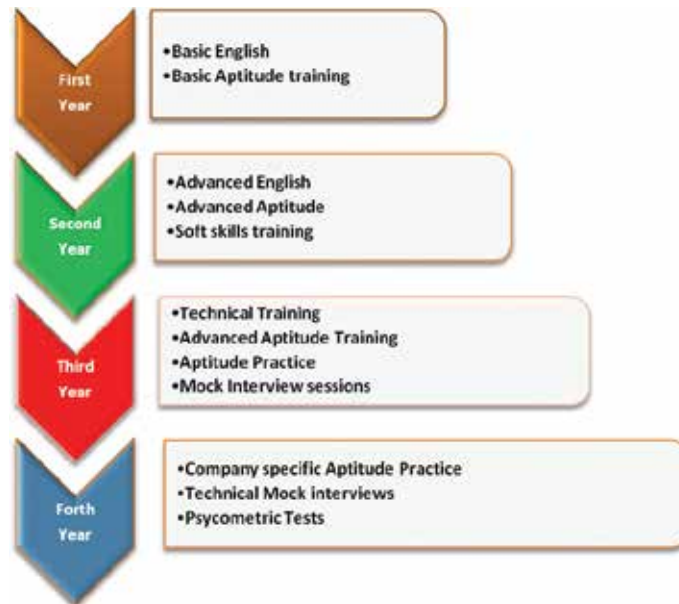 First
Year
•Basic English
•Basic Aptitude training
Second
Year
•Advanced English
•Advanced Aptitude
•Soft skills training
Third
Year
•Technical Training
•Advanced Aptitude Training
•Aptitude Practice
•Mock Interview sessions
Forth
Year
•Company specific Aptitude Practice
•Technical Mock interviews
•Psycometric Tests